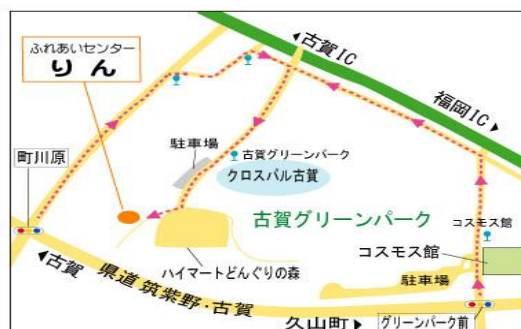 ふれあいセンター
りん
◀古賀IC
福岡IC▶
町川原
駐車場
古賀グリーンパーク
クロスパル古賀
古賀グリーンパーク
コスモス館
コスモス館
ハイマートどんぐりの森
駐車場
◀古賀 県道 筑紫野・古賀
久山町▶
グリーンパーク前